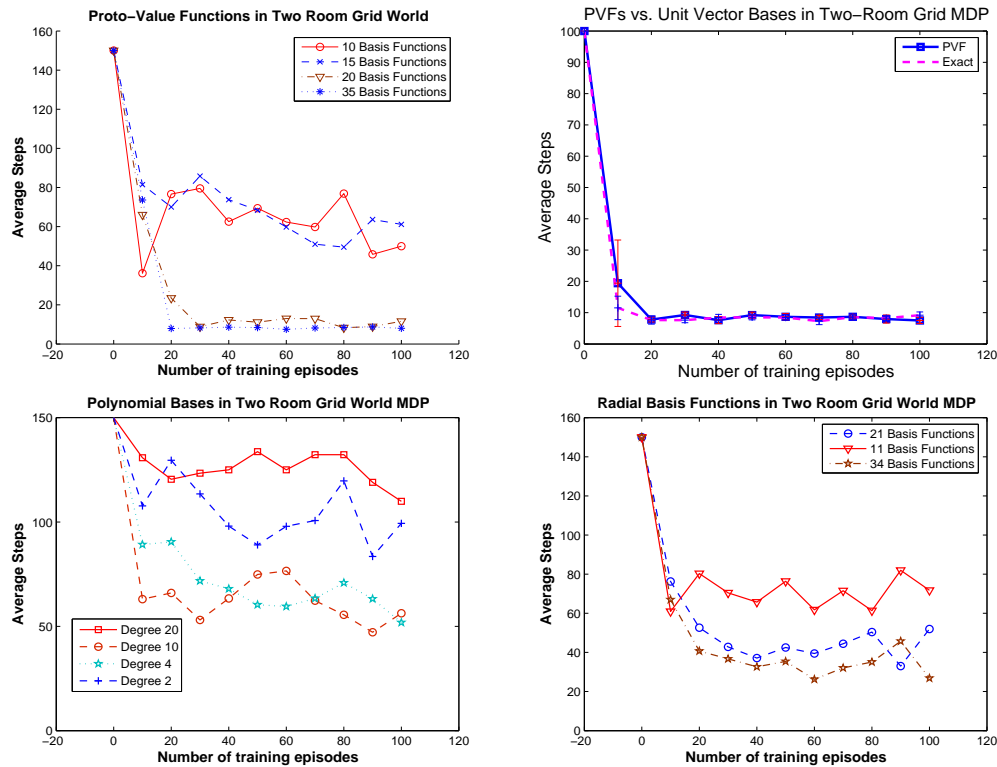 Proto−Value Functions in Two Room Grid World
160
140
120
100
80
60
40
20
0
−20 0 20 40 60 80 100 120
Average Steps
Number of training episodes
10 Basis Functions
15 Basis Functions
20 Basis Functions
35 Basis Functions
PVFs vs. Unit Vector Bases in Two−Room Grid MDP
100
90
80
70
60
50
40
30
20
10
0
0 20 40 60 80 100 120
Average Steps
Number of training episodes
PVF
Exact
Polynomial Bases in Two Room Grid World MDP
150
100
50
0
−20 0 20 40 60 80 100 120
Average Steps
Number of training episodes
Degree 20
Degree 10
Degree 4
Degree 2
Radial Basis Functions in Two Room Grid World MDP
160
140
120
100
80
60
40
20
0
−20 0 20 40 60 80 100 120
Average Steps
Number of training episodes
21 Basis Functions
11 Basis Functions
34 Basis Functions